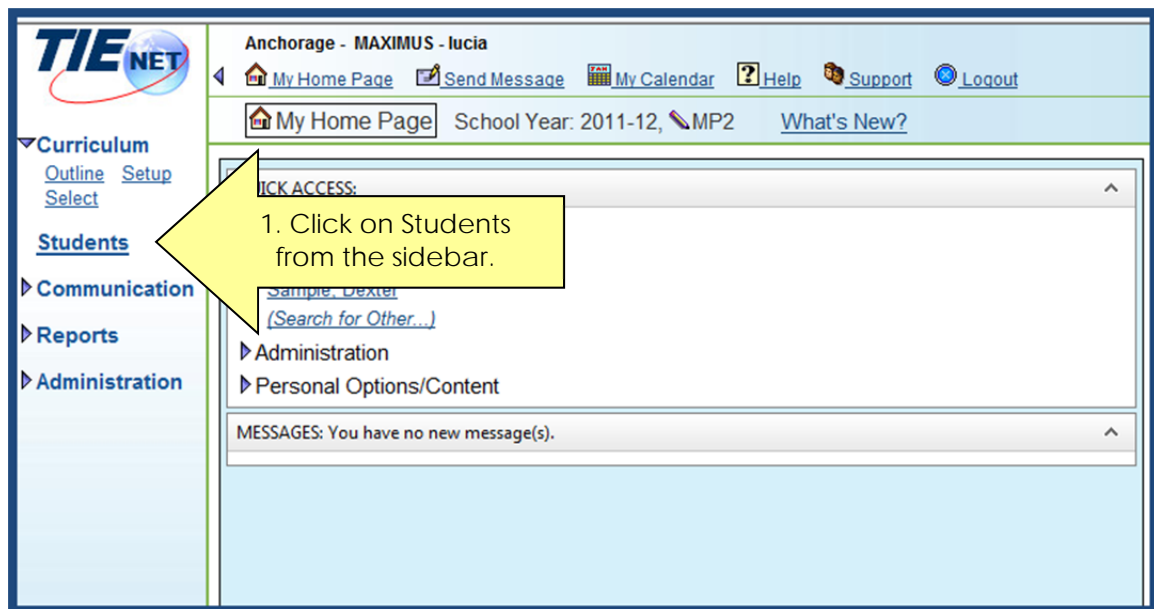 TIENET
Anchorage - MAXIMUS - lucia
My Home Page Send Message My Calendar Help Support Logout
My Home Page School Year: 2011-12, MP2 What's New?
Curriculum
Outline Setup
Select
Students
Communication
Reports
Administration
ICK ACCESS:
1. Click on Students
from the sidebar.
Sample, Dexter
(Search for Other...)
Administration
Personal Options/Content
MESSAGES: You have no new message(s).